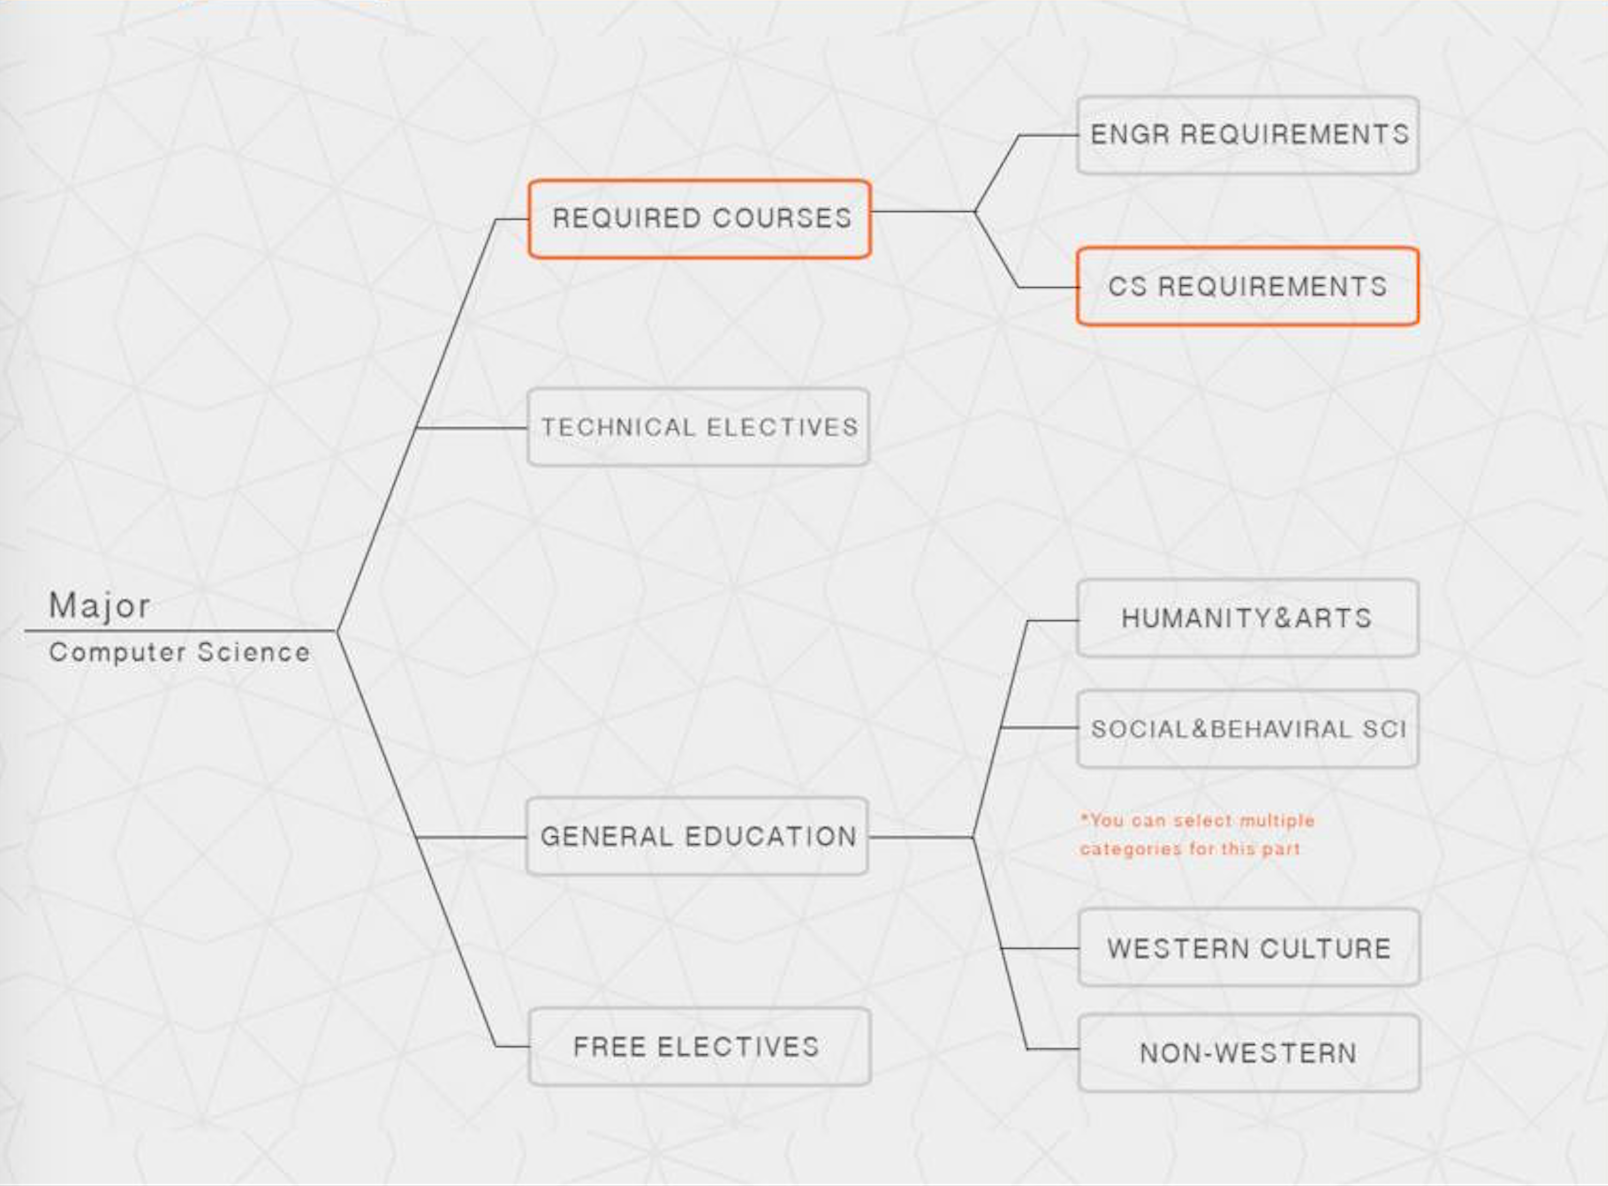 Major
Computer Science
REQUIRED COURSES
ENGR REQUIREMENTS
CS REQUIREMENTS
TECHNICAL ELECTIVES
GENERAL EDUCATION
HUMANITY&ARTS
SOCIAL&BEHAVIRAL SCI
*You can select multiple
categories for this part
WESTERN CULTURE
NON-WESTERN
FREE ELECTIVES